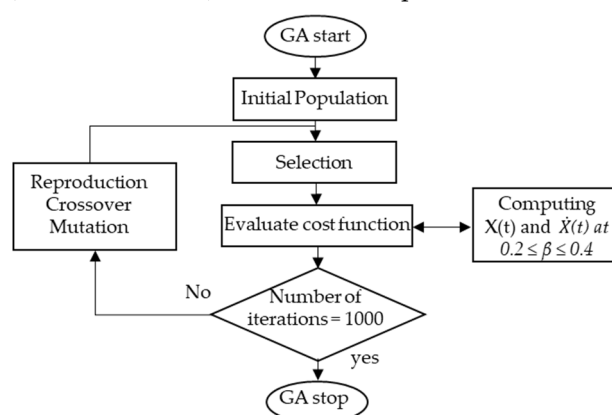 GA start
Initial Population
Selection
Reproduction
Crossover
Mutation
Evaluate cost function
Computing
X(t) and Ẋ(t) at
0.2 ≤ β ≤ 0.4
No
Number of
iterations = 1000
yes
GA stop